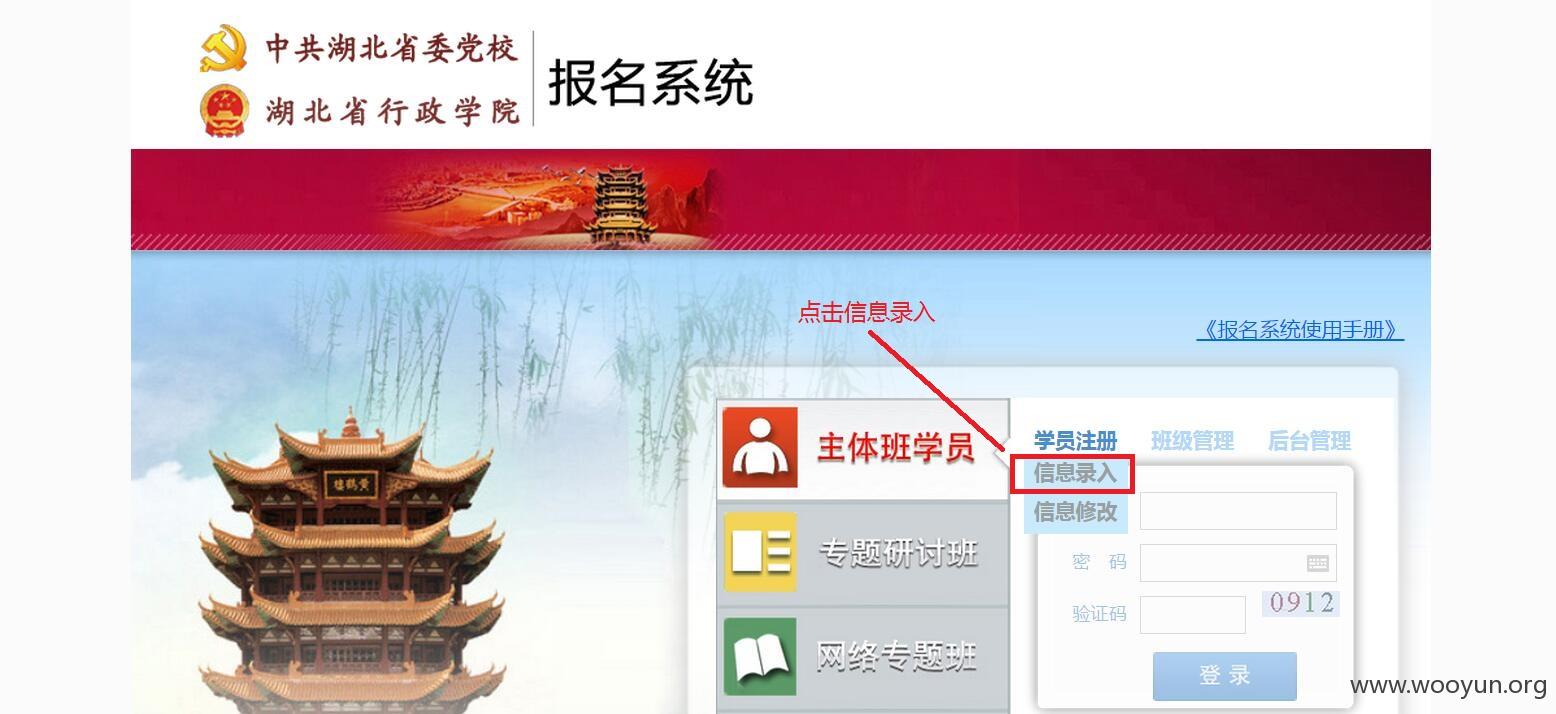 中共湖北省委党校
湖北省行政学院
报名系统
点击信息录入
《报名系统使用手册》
主体班学员
学员注册 班级管理 后台管理
信息录入
信息修改
专题研讨班
密 码
验证码
0912
网络专题班
登 录
黄鹤楼
www.wooyun.org